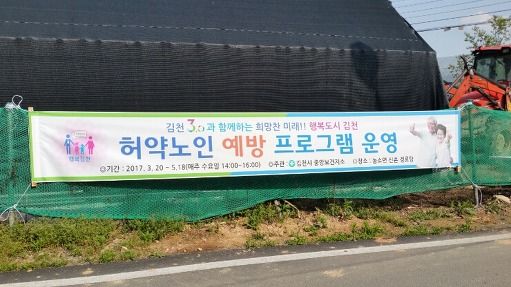 김천 3.0과 함께하는 희망찬 미래!! 행복도시 김천
허약노인 예방 프로그램 운영
행복김천
◎기간 : 2017. 3. 20 ~ 5.18(매주 수요일 14:00~16:00) ◎주관 : 김천시 중앙보건지소 ◎장소 : 농소면 신촌 경로당